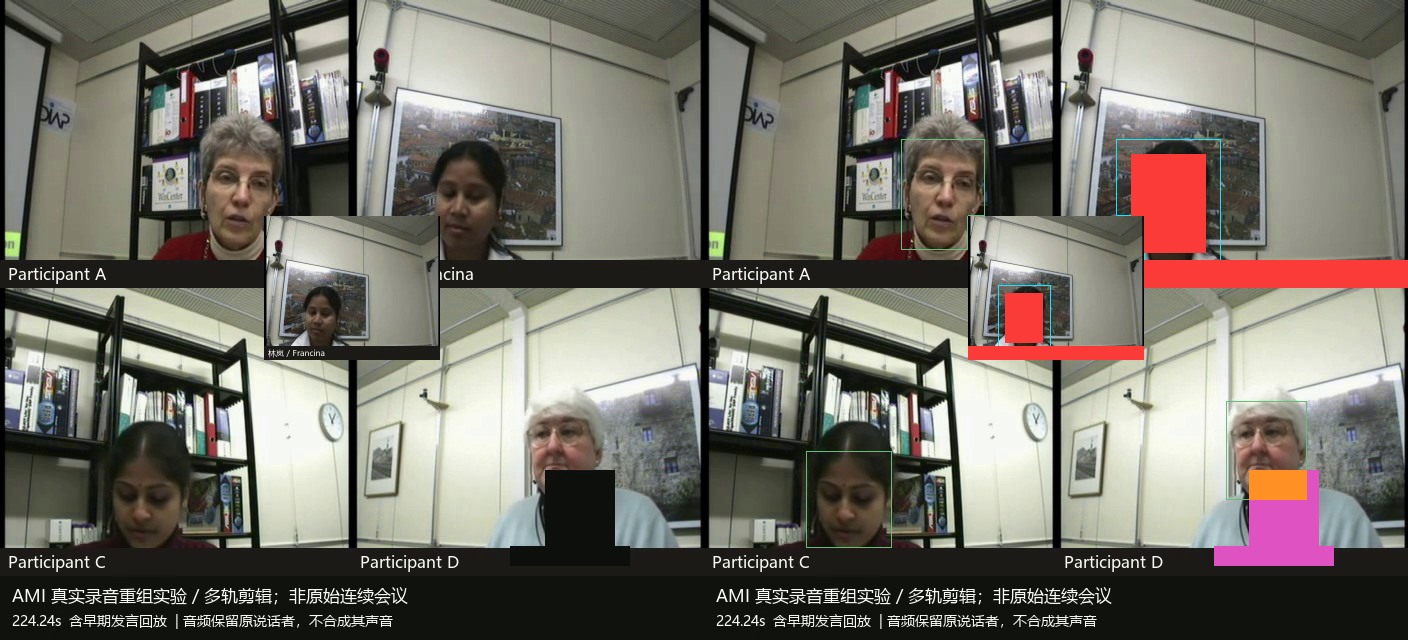 DIAP
WinCenter
Participant A
ncina
林岚 / Francina
Participant C
Participant D
AMI 真实录音重组实验 / 多轨剪辑；非原始连续会议
224.24s 含早期发言回放 | 音频保留原说话者，不合成其声音
DIAP
WinCenter
Participant A
Participant C
Participant D
AMI 真实录音重组实验 / 多轨剪辑；非原始连续会议
224.24s 含早期发言回放 | 音频保留原说话者，不合成其声音